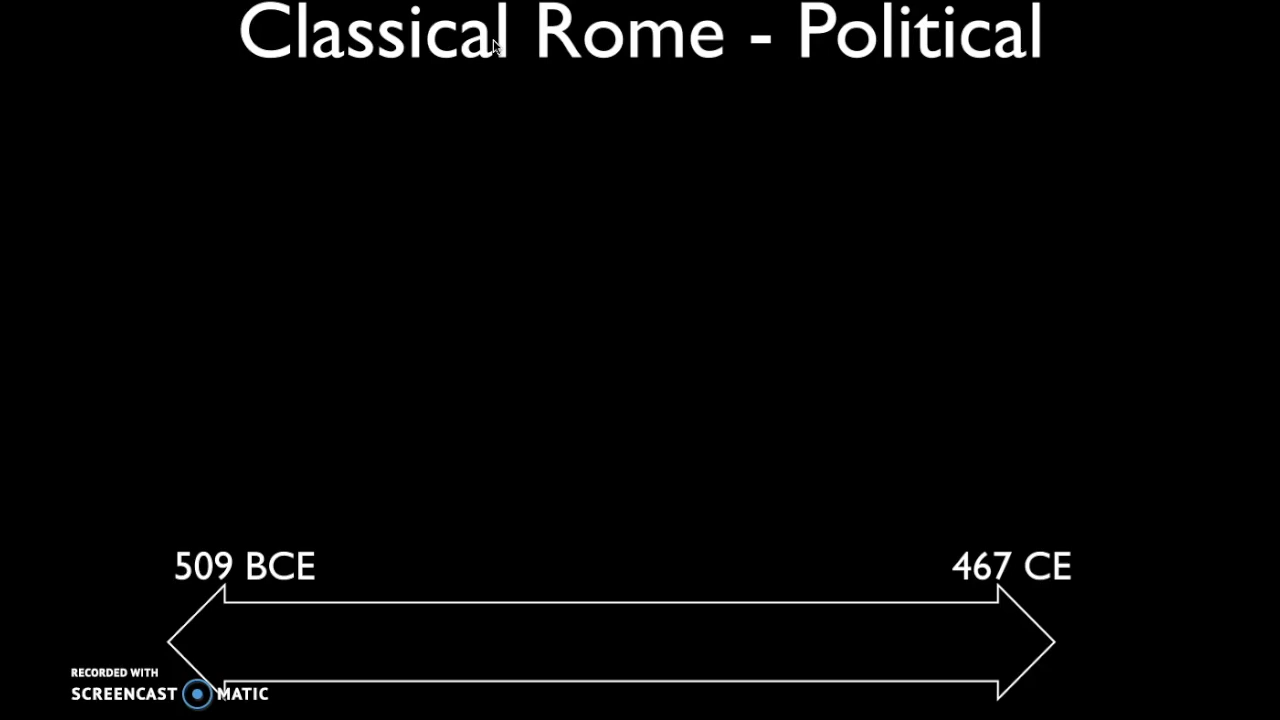 Classical Rome - Political
509 BCE
467 CE
RECORDED WITH
SCREENCAST MATIC